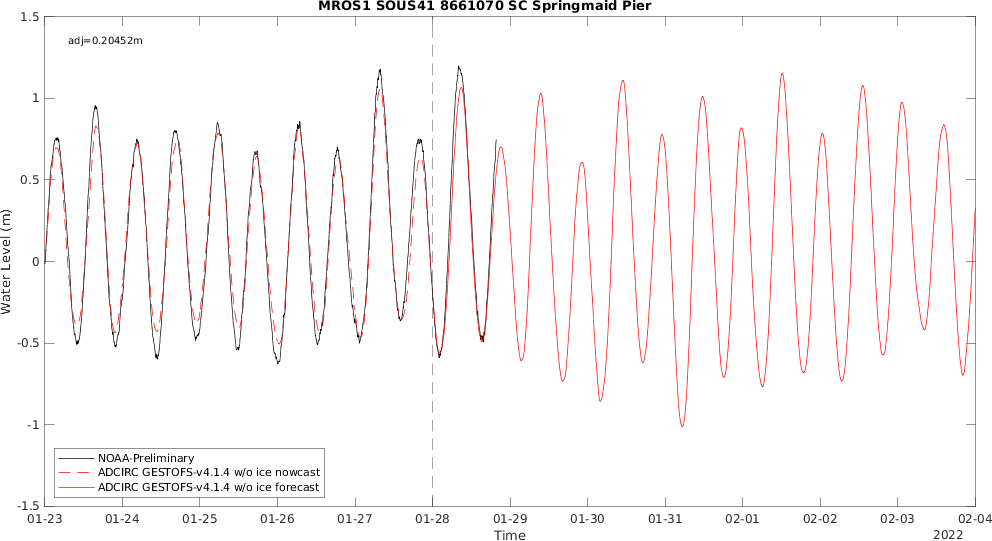 MROS1 SOUS41 8661070 SC Springmaid Pier
adj=0.20452m
1.5
1
0.5
0
-0.5
-1
-1.5
Water Level (m)
NOAA-Preliminary
ADCIRC GESTOFS-v4.1.4 w/o ice nowcast
ADCIRC GESTOFS-v4.1.4 w/o ice forecast
01-23 01-24 01-25 01-26 01-27 01-28 01-29 01-30 01-31 02-01 02-02 02-03 02-04
Time
2022